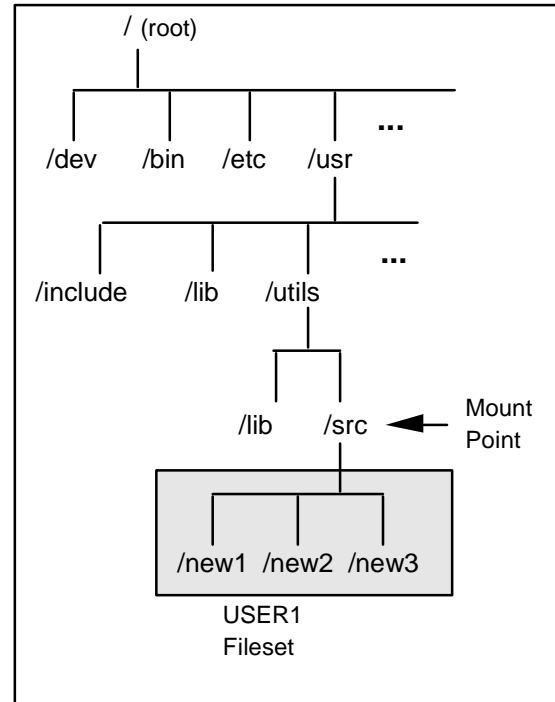 / (root)
...
/dev /bin /etc /usr
...
/include /lib /utils
/lib /src
Mount
Point
/new1 /new2 /new3
USER1
Fileset